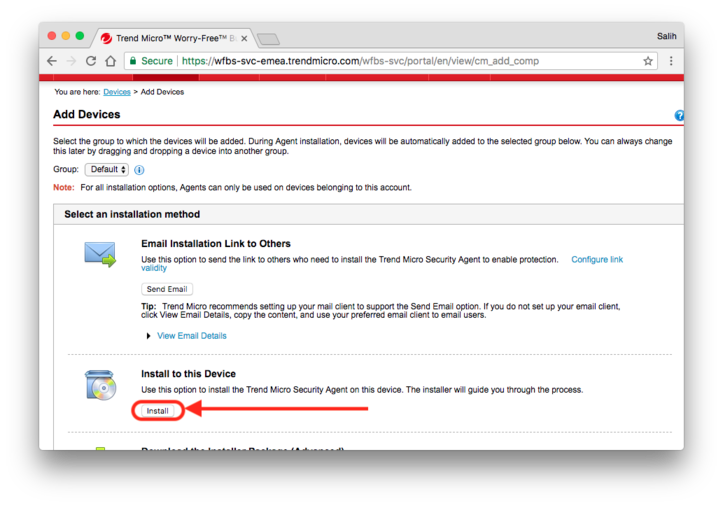 Trend Micro™ Worry-Free™ B
Salih
Secure
https://wfbs-svc-emea.trendmicro.com/wfbs-svc/portal/en/view/cm_add_comp
You are here: Devices > Add Devices
Add Devices
?
Select the group to which the devices will be added. During Agent installation, devices will be automatically added to the selected group below. You can always change
this later by dragging and dropping a device into another group.
Group: Default i
Note: For all installation options, Agents can only be used on devices belonging to this account.
Select an installation method
Email Installation Link to Others
Use this option to send the link to others who need to install the Trend Micro Security Agent to enable protection. Configure link
validity
Send Email
Tip: Trend Micro recommends setting up your mail client to support the Send Email option. If you do not set up your email client,
click View Email Details, copy the content, and use your preferred email client to email users.
View Email Details
Install to this Device
Use this option to install the Trend Micro Security Agent on this device. The installer will guide you through the process.
Install
Download the Installer Package (Advanced)